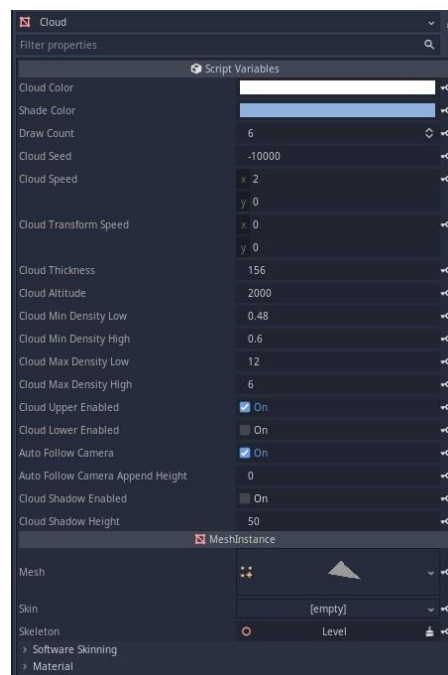 Cloud
Filter properties
Script Variables
Cloud Color
Shade Color
Draw Count 6
Cloud Seed -10000
Cloud Speed x 2
y 0
Cloud Transform Speed x 0
y 0
Cloud Thickness 156
Cloud Altitude 2000
Cloud Min Density Low 0.48
Cloud Min Density High 0.6
Cloud Max Density Low 12
Cloud Max Density High 6
Cloud Upper Enabled On
Cloud Lower Enabled On
Auto Follow Camera On
Auto Follow Camera Append Height 0
Cloud Shadow Enabled On
Cloud Shadow Height 50
MeshInstance
Mesh
Skin [empty]
Skeleton Level
> Software Skinning
> Material